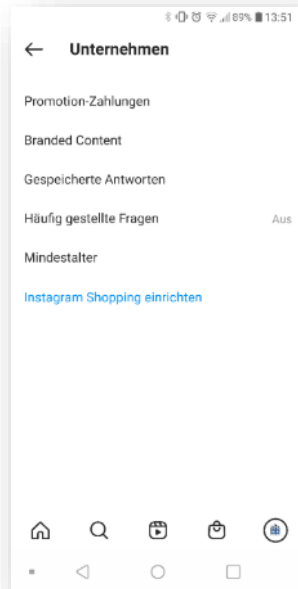 89% 13:51
Unternehmen
Promotion-Zahlungen
Branded Content
Gespeicherte Antworten
Häufig gestellte Fragen Aus
Mindestalter
Instagram Shopping einrichten